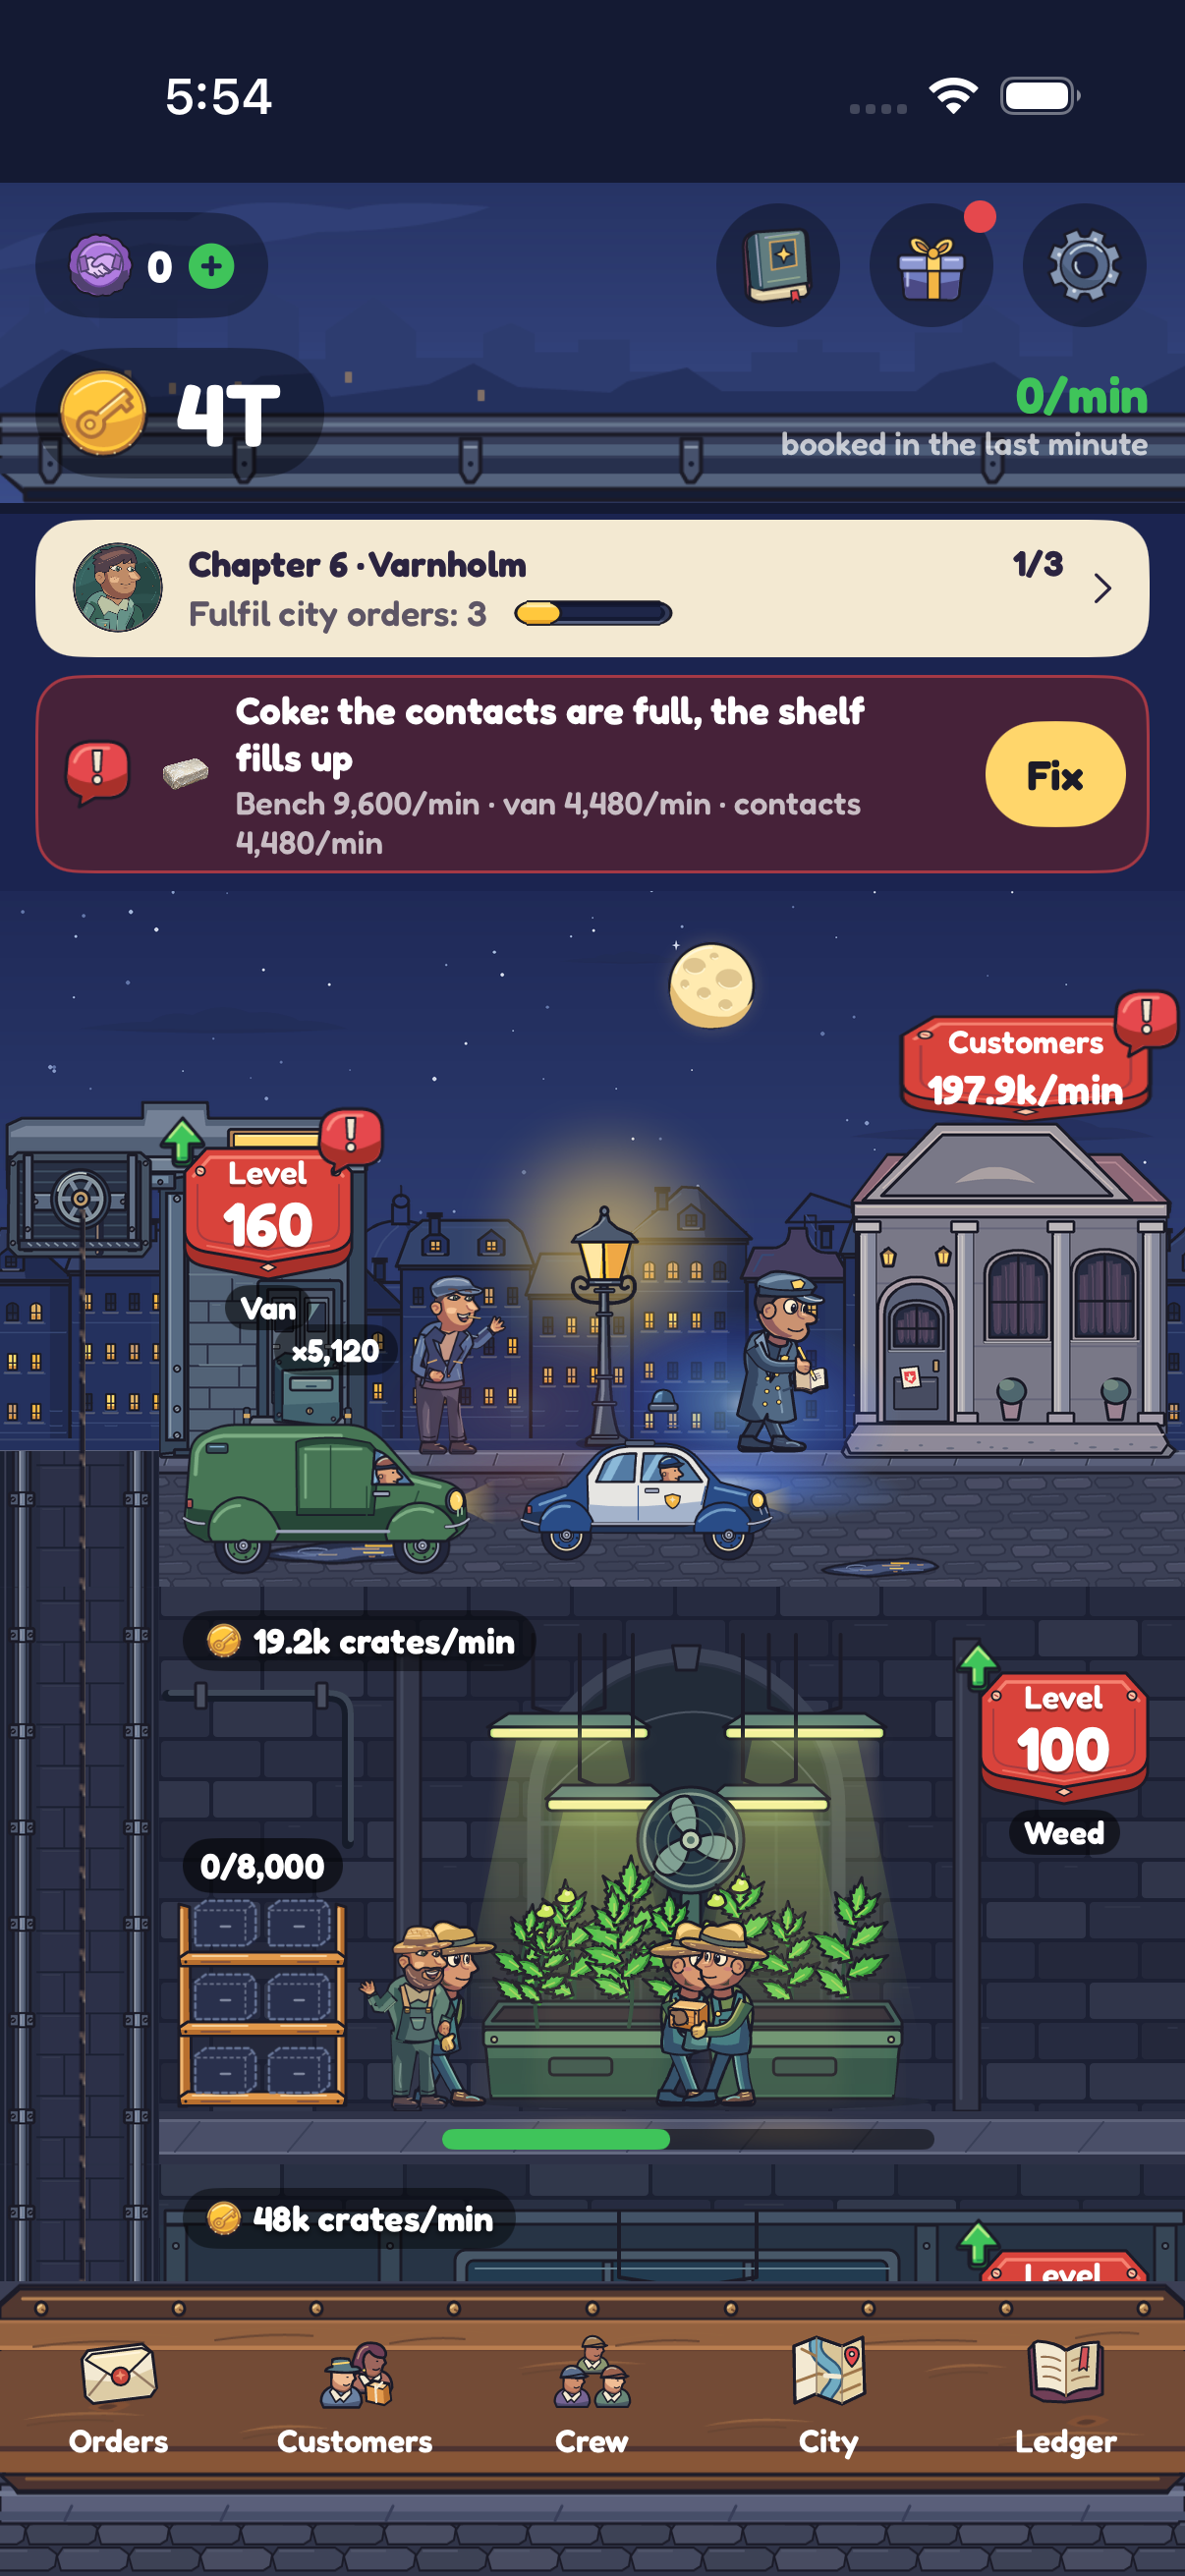 5:54
0
4T
0/min
booked in the last minute
Chapter 6 · Varnholm
1/3
Fulfil city orders: 3
Coke: the contacts are full, the shelf
fills up
Bench 9,600/min · van 4,480/min · contacts
4,480/min
Fix
Customers
197.9k/min
Level
160
Van
×5,120
19.2k crates/min
Level
100
Weed
0/8,000
48k crates/min
Level
Orders
Customers
Crew
City
Ledger